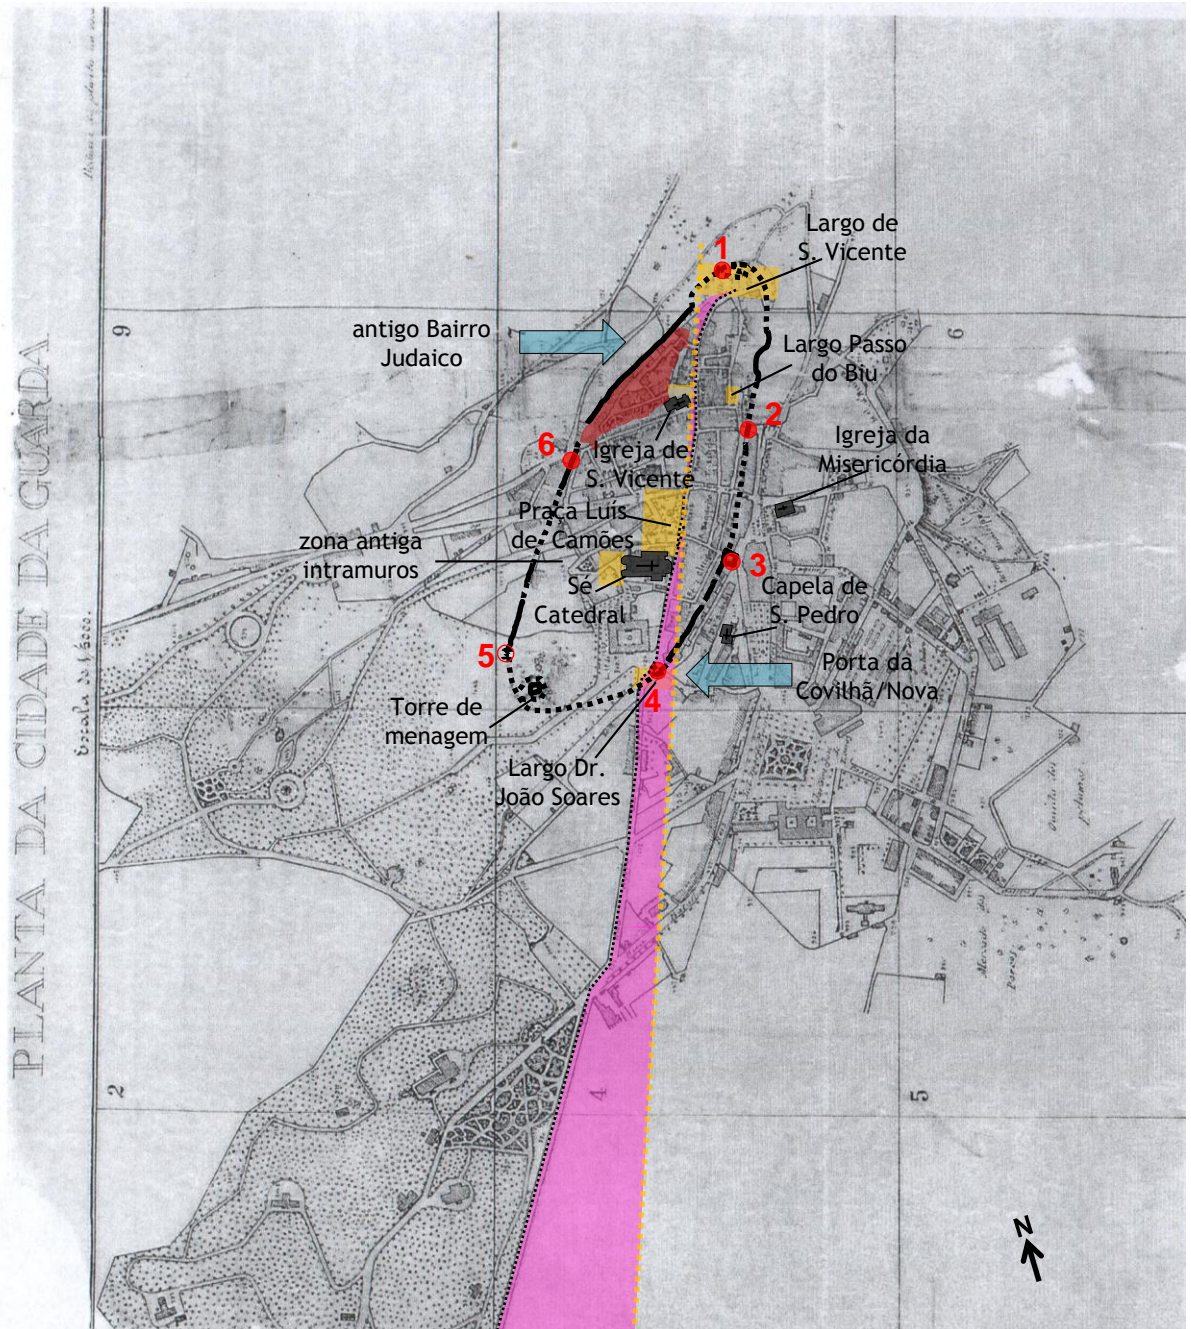 PLANTA DA CIDADE DA GUARDA
9
7
6
2
4
5
1
Largo de
S. Vicente
antigo Bairro
Judaico
Largo Passo
do Biu
2
6
Igreja de
S. Vicente
Igreja da
Misericórdia
Praça Luís
de Camões
zona antiga
intramuros
3
Sé
Catedral
Capela de
S. Pedro
5
4
Porta da
Covilhã/Nova
Torre de
menagem
Largo Dr.
João Soares
N